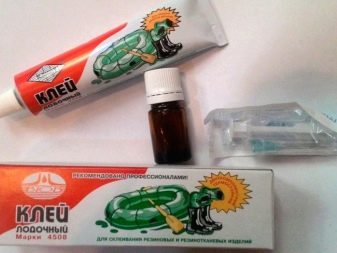 КЛЕЙ
ЛОДОЧНЫЙ
РЕКОМЕНДОВАНО ПРОФЕССИОНАЛАМИ!
КЛЕЙ
ЛОДОЧНЫЙ
Марки 4508
ДЛЯ СКЛЕИВАНИЯ РЕЗИНОВЫХ И РЕЗИНОТКАНЕВЫХ ИЗДЕЛИЙ